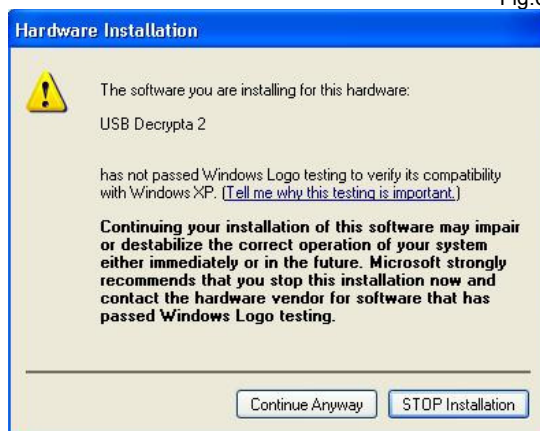 Hardware Installation
The software you are installing for this hardware:
USB Decrypta 2
has not passed Windows Logo testing to verify its compatibility
with Windows XP. (Tell me why this testing is important.)
Continuing your installation of this software may impair
or destabilize the correct operation of your system
either immediately or in the future. Microsoft strongly
recommends that you stop this installation now and
contact the hardware vendor for software that has
passed Windows Logo testing.
Continue Anyway
STOP Installation